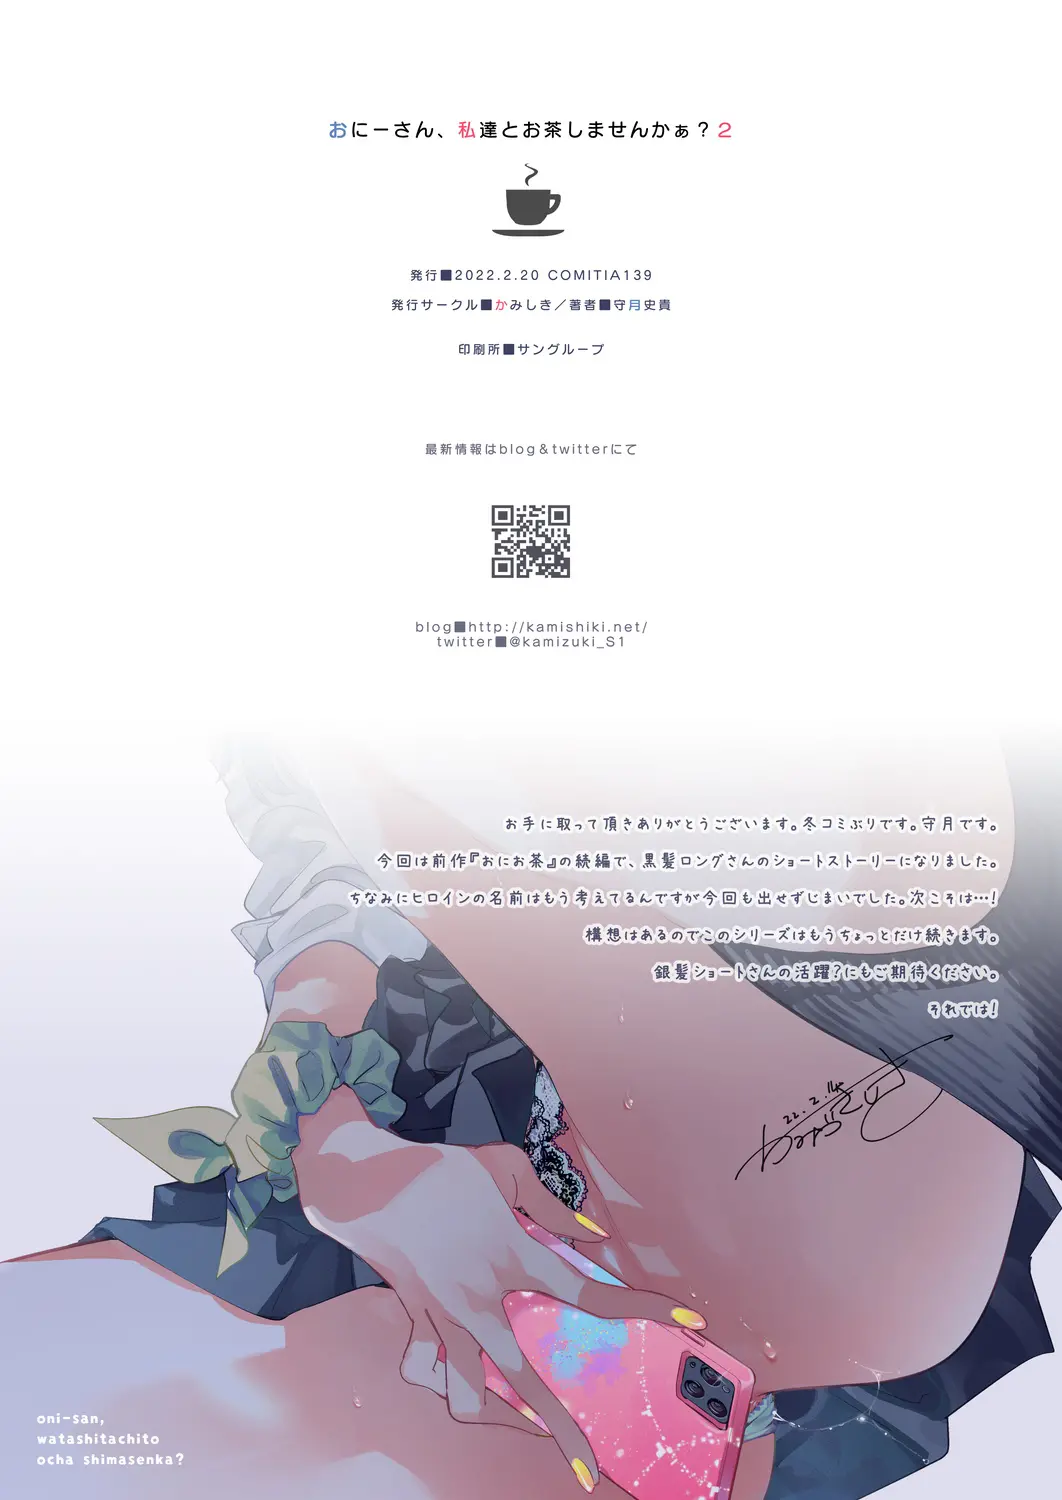 おにーさん、私達とお茶しませんかぁ？２
発行■2022.2.20 COMITIA139
発行サークル■かみしき／著者■守月史貴
印刷所■サングループ
最新情報はblog＆twitterにて
blog■http://kamishiki.net/
twitter■@kamizuki_S1
お手に取って頂きありがとうございます。冬コミぶりです。守月です。
今回は前作『おにお茶』の続編で、黒髪ロングさんのショートストーリーになりました。
ちなみにヒロインの名前はもう考えてるんですが今回も出せずじまいでした。次こそは…!
構想はあるのでこのシリーズはもうちょっとだけ続きます。
銀髪ショートさんの活躍?にもご期待ください。
それでは!
22.2.14
oni-san,
watashitachito
ocha shimasenka?